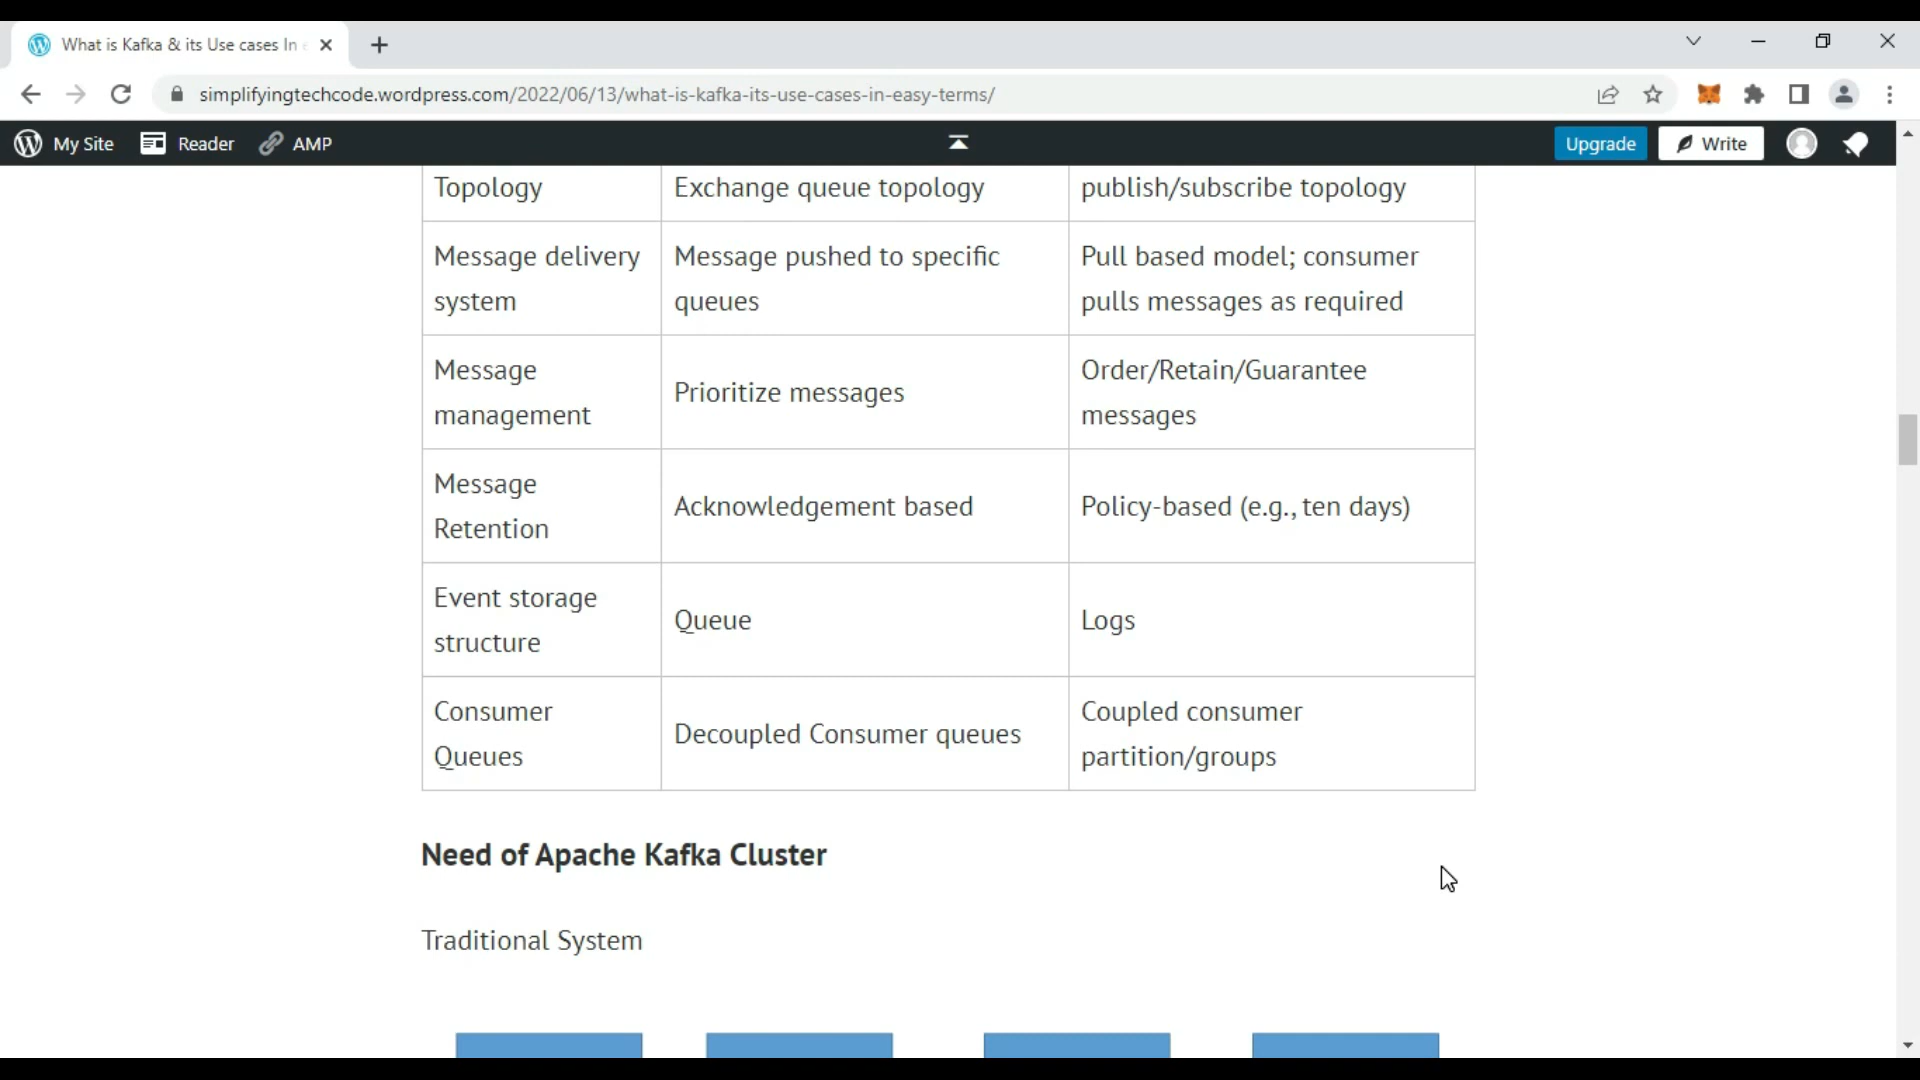 What is Kafka & its Use cases In
simplifyingtechcode.wordpress.com/2022/06/13/what-is-kafka-its-use-cases-in-easy-terms/
My Site Reader AMP Upgrade Write
Topology Exchange queue topology publish/subscribe topology
Message delivery Message pushed to specific Pull based model; consumer
system queues pulls messages as required
Message Order/Retain/Guarantee
Prioritize messages
management messages
Message
Acknowledgement based Policy-based (e.g., ten days)
Retention
Event storage
Queue Logs
structure
Consumer Coupled consumer
Decoupled Consumer queues
Queues partition/groups
Need of Apache Kafka Cluster
Traditional System